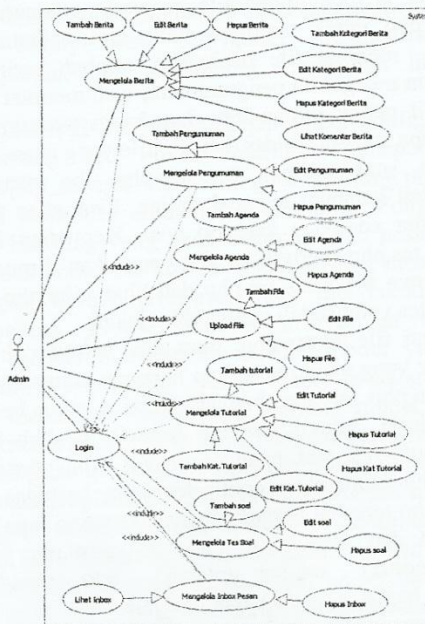 System
Tambah Berita
Edit Berita
Hapus Berita
Tambah Kategori Berita
Mengelola Berita
Edit Kategori Berita
Hapus Kategori Berita
Lihat Komentar Berita
Tambah Pengumuman
Mengelola Pengumuman
Edit Pengumuman
Hapus Pengumuman
Tambah Agenda
Edit Agenda
Mengelola Agenda
<<include>>
Hapus Agenda
Tambah File
Upload File
Edit File
<<include>>
Hapus File
Admin
Tambah tutorial
Edit Tutorial
<<include>>
Mengelola Tutorial
Hapus Tutorial
Login
<<include>>
Hapus Kat Tutorial
Tambah Kat. Tutorial
Edit Kat. Tutorial
Tambah soal
<<include>>
Edit soal
<<include>>
Mengelola Tes Soal
Hapus soal
Lihat Inbox
Mengelola Inbox Pesan
Hapus Inbox